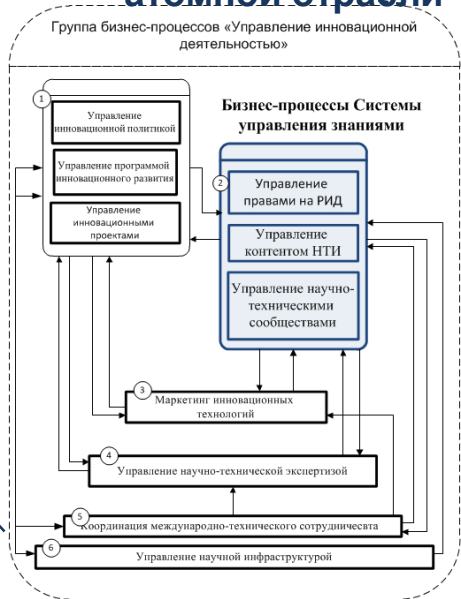 атомной отрасли
Группа бизнес-процессов «Управление инновационной
деятельностью»
1
Управление
инновационной политикой
Управление программой
инновационного развития
Управление
инновационными
проектами
Бизнес-процессы Системы
управления знаниями
2
Управление
правами на РИД
Управление
контентом НТИ
Управление научно-
техническими
сообществами
3
Маркетинг инновационных
технологий
4
Управление научно-технической экспертизой
5
Координация международно-технического сотрудничесвта
6
Управление научной инфраструктурой